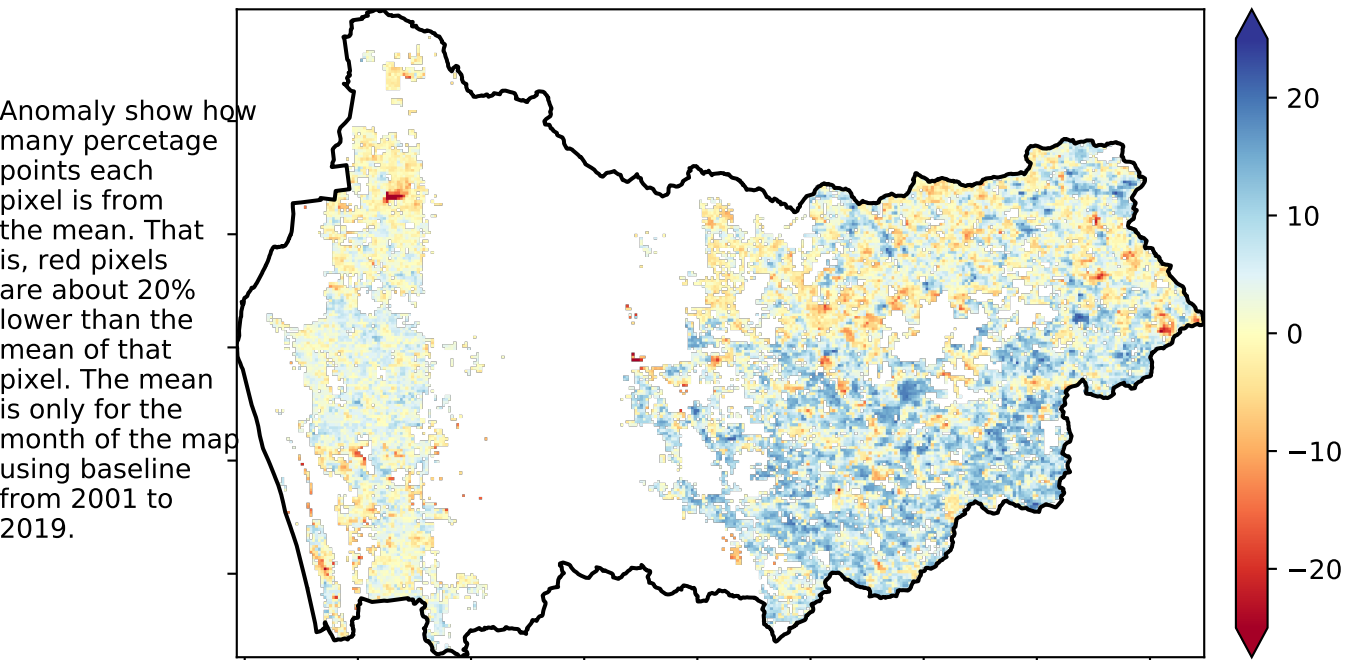 Anomaly show how
many percetage
points each
pixel is from
the mean. That
is, red pixels
are about 20%
lower than the
mean of that
pixel. The mean
is only for the
month of the map
using baseline
from 2001 to
2019.
20
10
0
−10
−20